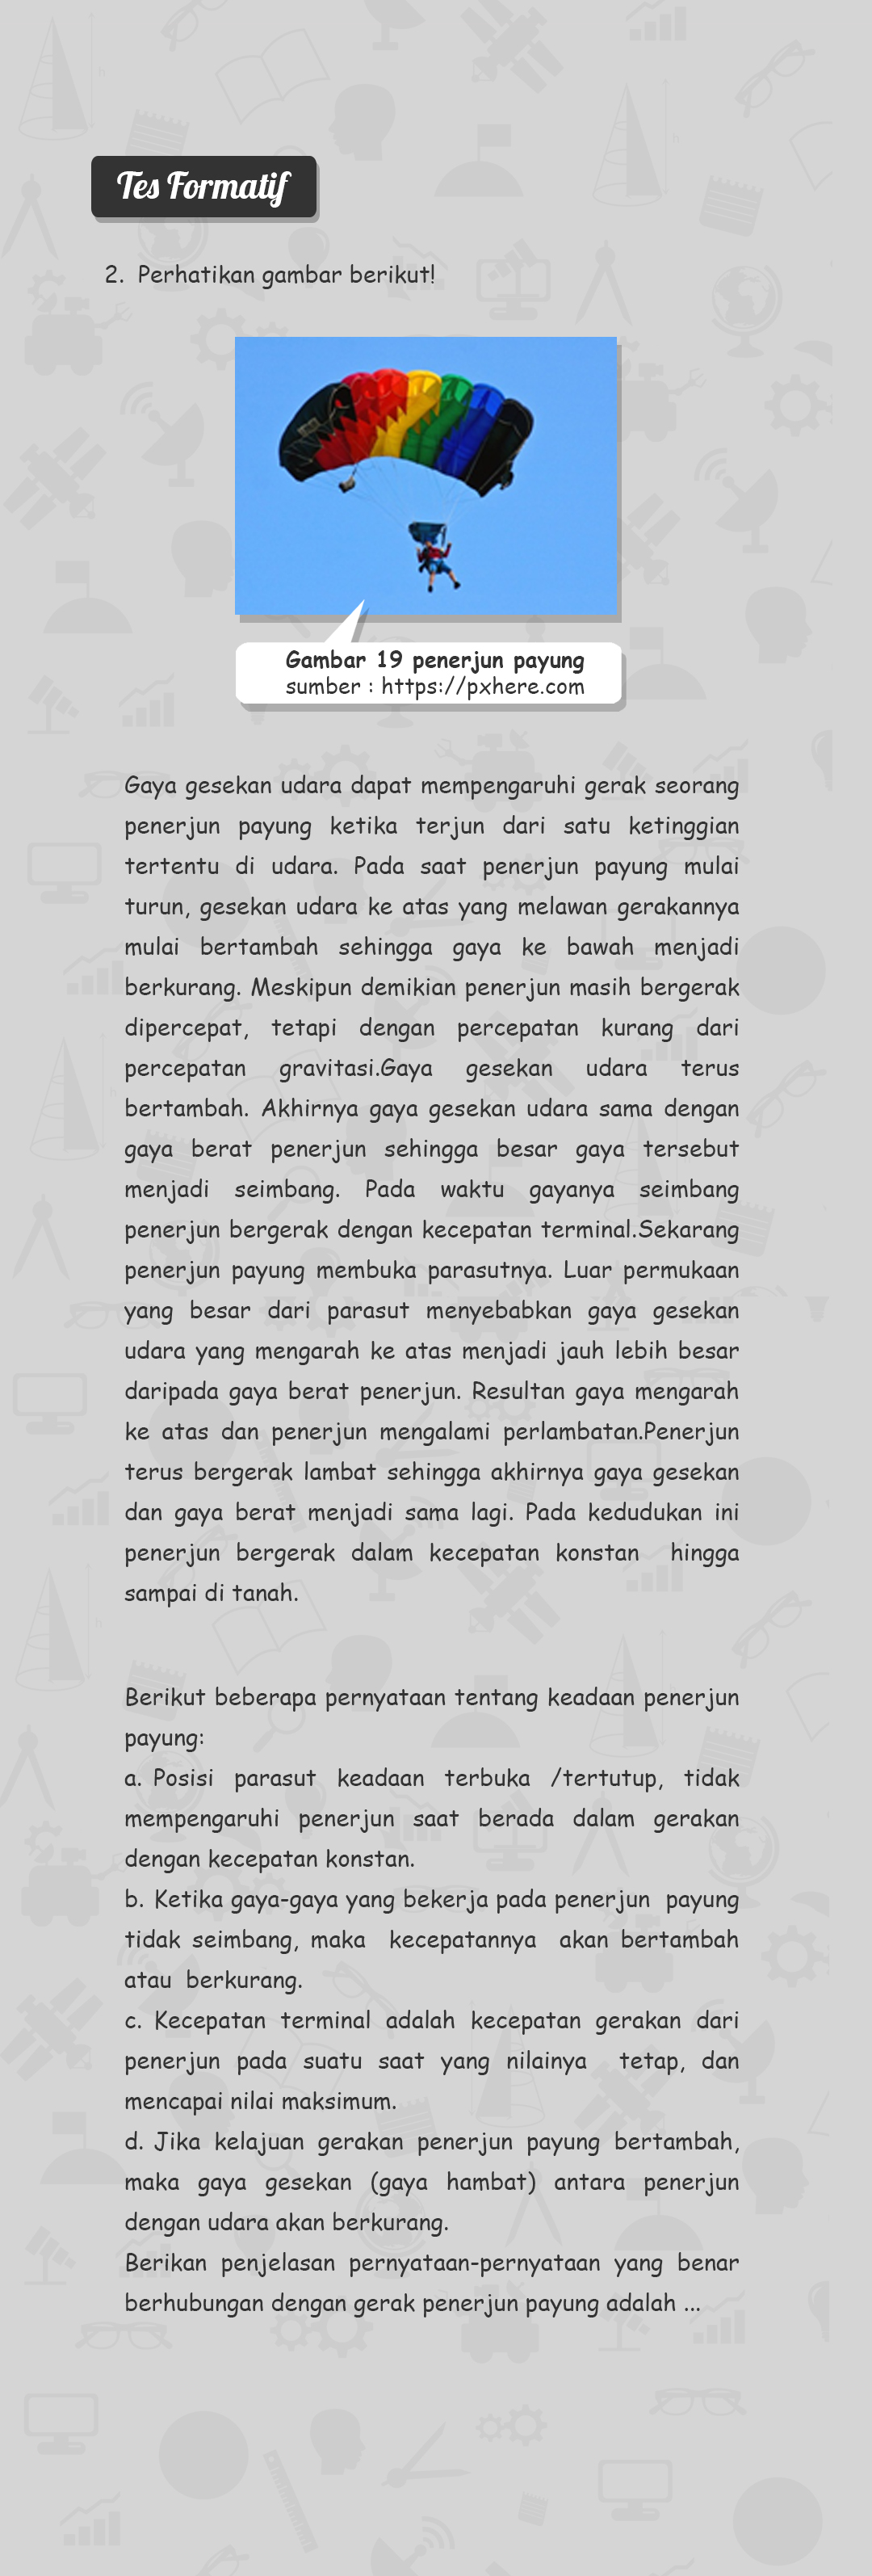 Tes Formatif
2. Perhatikan gambar berikut!
Gambar 19 penerjun payung
sumber : https://pxhere.com
Gaya gesekan udara dapat mempengaruhi gerak seorang
penerjun payung ketika terjun dari satu ketinggian
tertentu di udara. Pada saat penerjun payung mulai
turun, gesekan udara ke atas yang melawan gerakannya
mulai bertambah sehingga gaya ke bawah menjadi
berkurang. Meskipun demikian penerjun masih bergerak
dipercepat, tetapi dengan percepatan kurang dari
percepatan gravitasi.Gaya gesekan udara terus
bertambah. Akhirnya gaya gesekan udara sama dengan
gaya berat penerjun sehingga besar gaya tersebut
menjadi seimbang. Pada waktu gayanya seimbang
penerjun bergerak dengan kecepatan terminal.Sekarang
penerjun payung membuka parasutnya. Luar permukaan
yang besar dari parasut menyebabkan gaya gesekan
udara yang mengarah ke atas menjadi jauh lebih besar
daripada gaya berat penerjun. Resultan gaya mengarah
ke atas dan penerjun mengalami perlambatan.Penerjun
terus bergerak lambat sehingga akhirnya gaya gesekan
dan gaya berat menjadi sama lagi. Pada kedudukan ini
penerjun bergerak dalam kecepatan konstan hingga
sampai di tanah.
Berikut beberapa pernyataan tentang keadaan penerjun
payung:
a. Posisi parasut keadaan terbuka /tertutup, tidak
mempengaruhi penerjun saat berada dalam gerakan
dengan kecepatan konstan.
b. Ketika gaya-gaya yang bekerja pada penerjun payung
tidak seimbang, maka kecepatannya akan bertambah
atau berkurang.
c. Kecepatan terminal adalah kecepatan gerakan dari
penerjun pada suatu saat yang nilainya tetap, dan
mencapai nilai maksimum.
d. Jika kelajuan gerakan penerjun payung bertambah,
maka gaya gesekan (gaya hambat) antara penerjun
dengan udara akan berkurang.
Berikan penjelasan pernyataan-pernyataan yang benar
berhubungan dengan gerak penerjun payung adalah ...